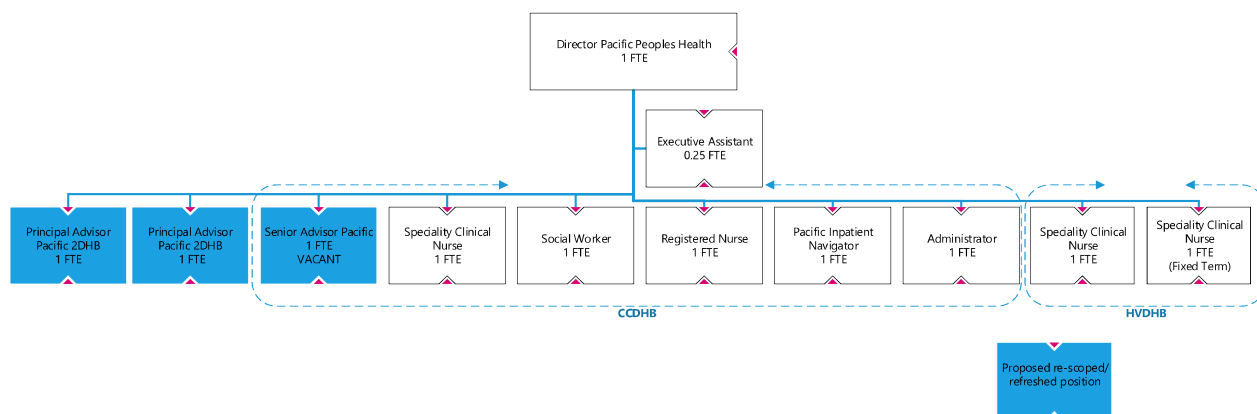 Director Pacific Peoples Health
1 FTE
Executive Assistant
0.25 FTE
Principal Advisor
Pacific 2DHB
1 FTE
Principal Advisor
Pacific 2DHB
1 FTE
Senior Advisor Pacific
1 FTE
VACANT
Speciality Clinical
Nurse
1 FTE
Social Worker
1 FTE
Registered Nurse
1 FTE
Pacific Inpatient
Navigator
1 FTE
Administrator
1 FTE
Speciality Clinical
Nurse
1 FTE
Speciality Clinical
Nurse
1 FTE
(Fixed Term)
CCDHB
HVDHB
Proposed re-scoped/
refreshed position